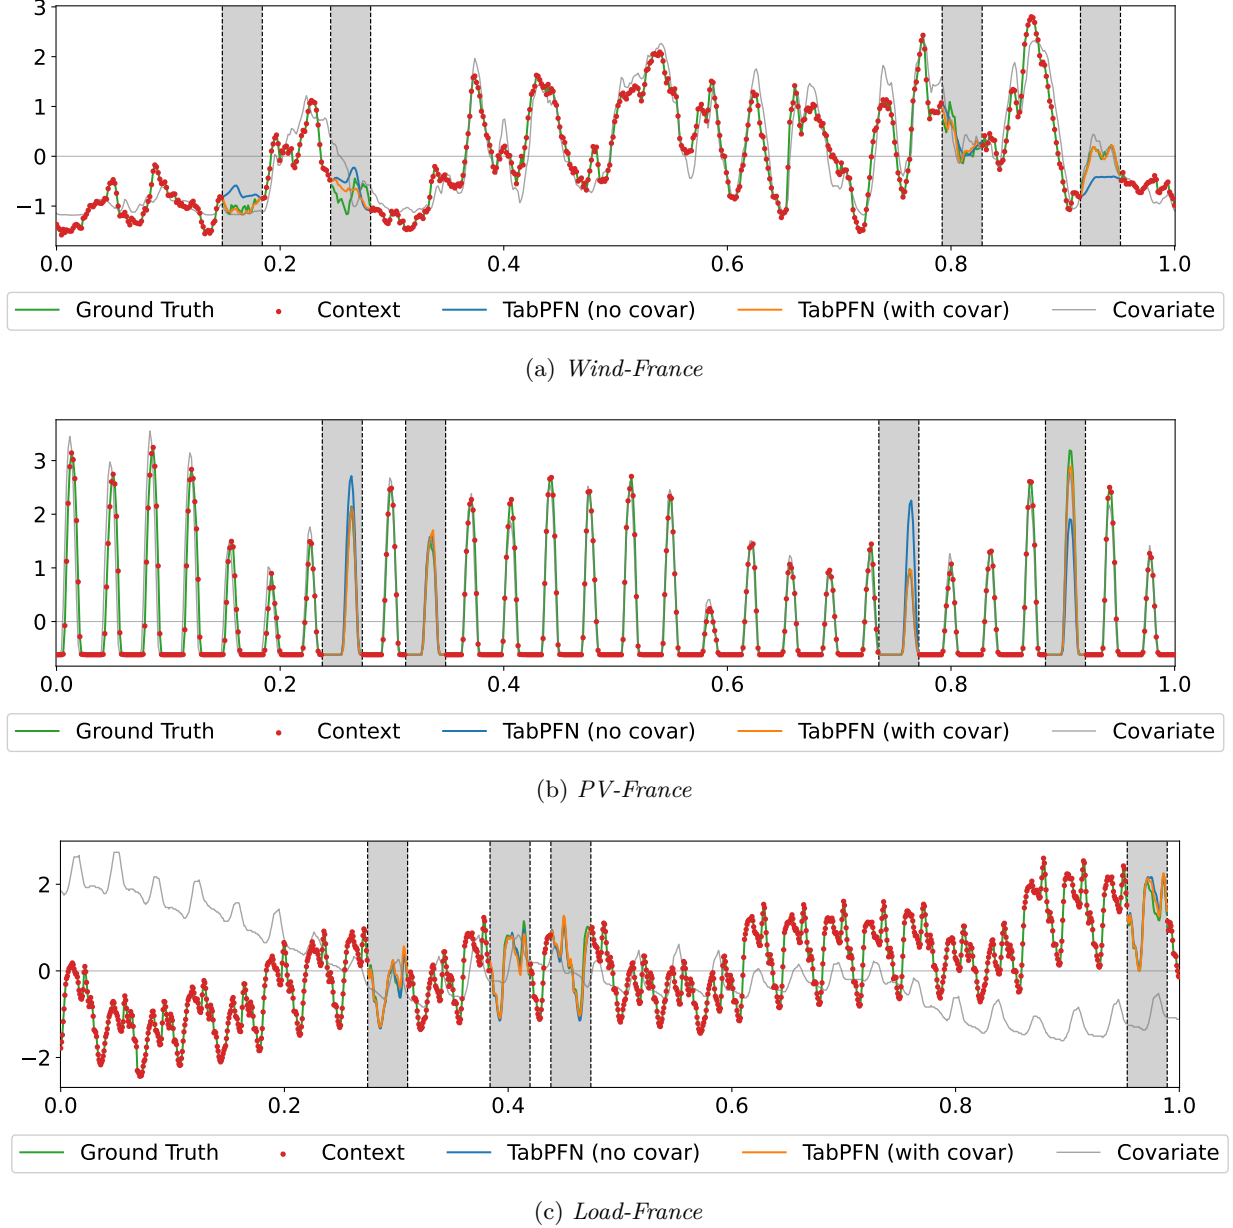 3
2
1
0
−1
0.0 0.2 0.4 0.6 0.8 1.0
Ground Truth Context TabPFN (no covar) TabPFN (with covar) Covariate
(a) Wind-France
3
2
1
0
0.0 0.2 0.4 0.6 0.8 1.0
Ground Truth Context TabPFN (no covar) TabPFN (with covar) Covariate
(b) PV-France
2
0
−2
0.0 0.2 0.4 0.6 0.8 1.0
Ground Truth Context TabPFN (no covar) TabPFN (with covar) Covariate
(c) Load-France